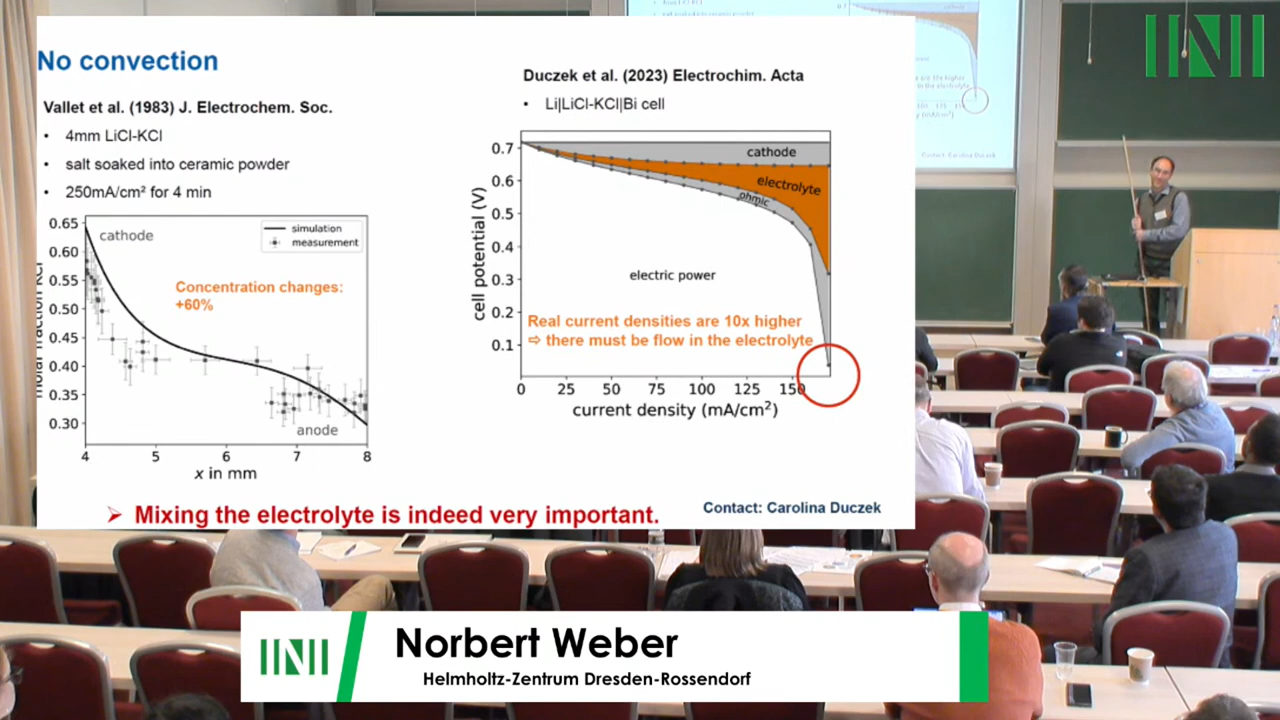 No convection
Vallet et al. (1983) J. Electrochem. Soc.
• 4mm LiCl-KCl
• salt soaked into ceramic powder
• 250mA/cm² for 4 min
0.65
0.60
0.55
0.50
0.45
0.40
0.35
0.30
cathode
simulation
measurement
Concentration changes:
+60%
anode
4 5 6 7 8
x in mm
Duczek et al. (2023) Electrochim. Acta
• Li|LiCl-KCl|Bi cell
cell potential (V)
0.7
0.6
0.5
0.4
0.3
0.2
0.1
cathode
electrolyte
ohmic
electric power
Real current densities are 10x higher
⇨ there must be flow in the electrolyte
0 25 50 75 100 125 150
current density (mA/cm²)
➢ Mixing the electrolyte is indeed very important.
Contact: Carolina Duczek
Contact: Carolina Duczek
Norbert Weber
Helmholtz-Zentrum Dresden-Rossendorf